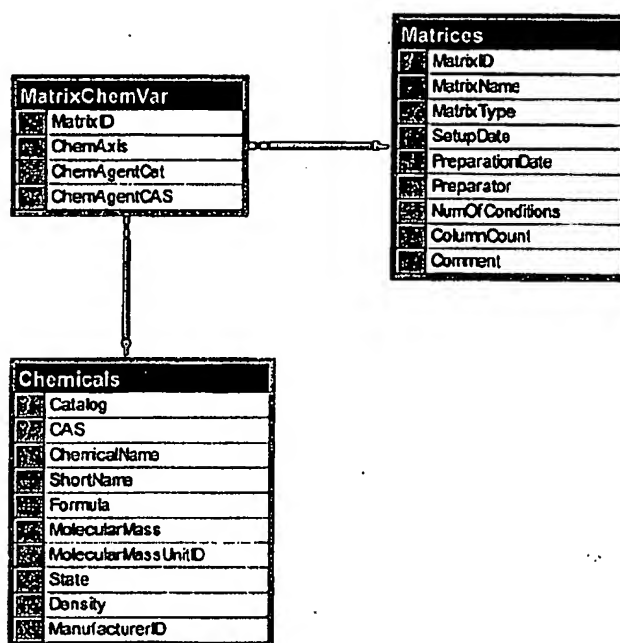 Matrices
MatrixID
MatrixName
MatrixType
SetupDate
PreparationDate
Preparator
NumOfConditions
ColumnCount
Comment
MatrixChemVar
MatrixID
ChemAxis
ChemAgentCat
ChemAgentCAS
Chemicals
Catalog
CAS
ChemicalName
ShortName
Formula
MolecularMass
MolecularMassUnitID
State
Density
ManufacturerID